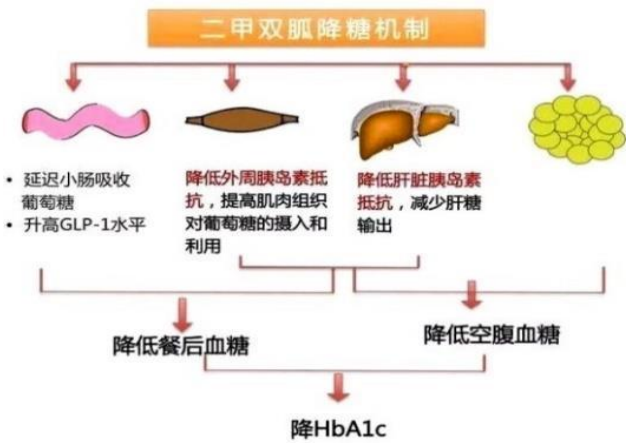 二甲双胍降糖机制
• 延迟小肠吸收
葡萄糖
• 升高GLP-1水平
降低外周胰岛素抵
抗，提高肌肉组织
对葡萄糖的摄入和
利用
降低肝脏胰岛素
抵抗，减少肝糖
输出
降低餐后血糖
降低空腹血糖
降HbA1c